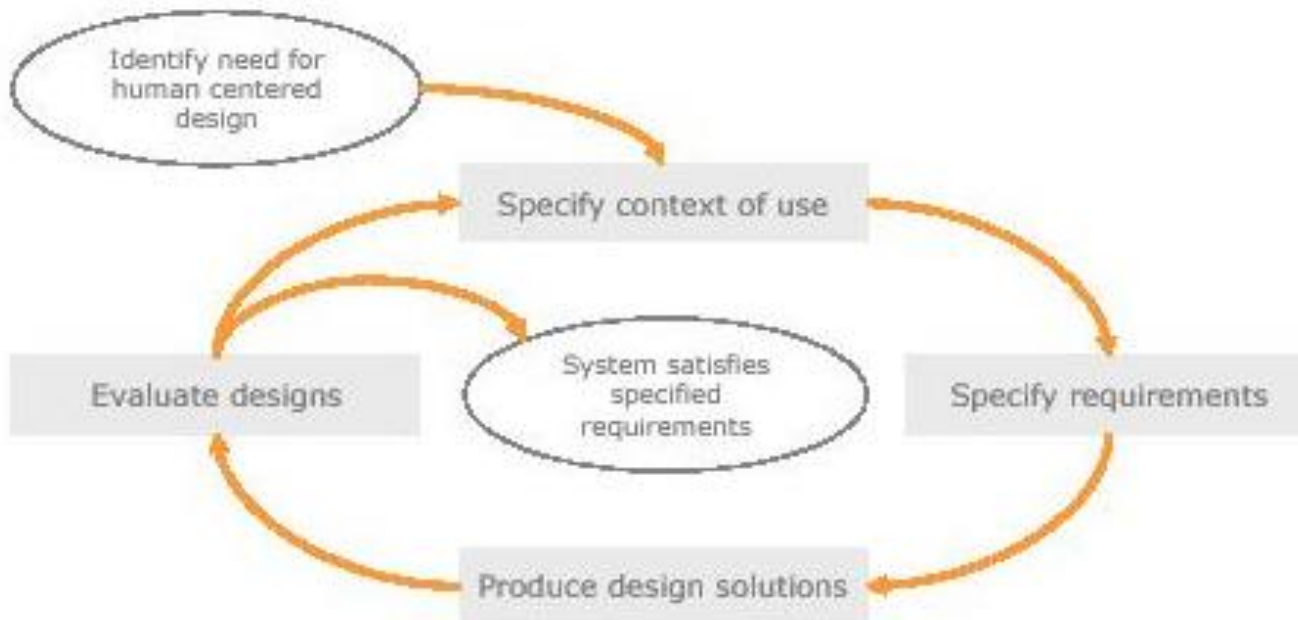 Identify need for
human centered
design
Specify context of use
Evaluate designs
System satisfies
specified
requirements
Specify requirements
Produce design solutions